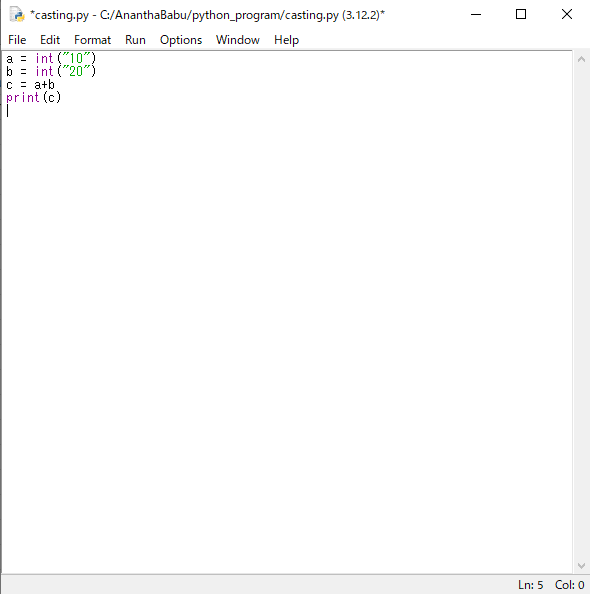 *casting.py - C:/AnanthaBabu/python_program/casting.py (3.12.2)*
File Edit Format Run Options Window Help
a = int("10")
b = int("20")
c = a+b
print(c)
Ln: 5 Col: 0